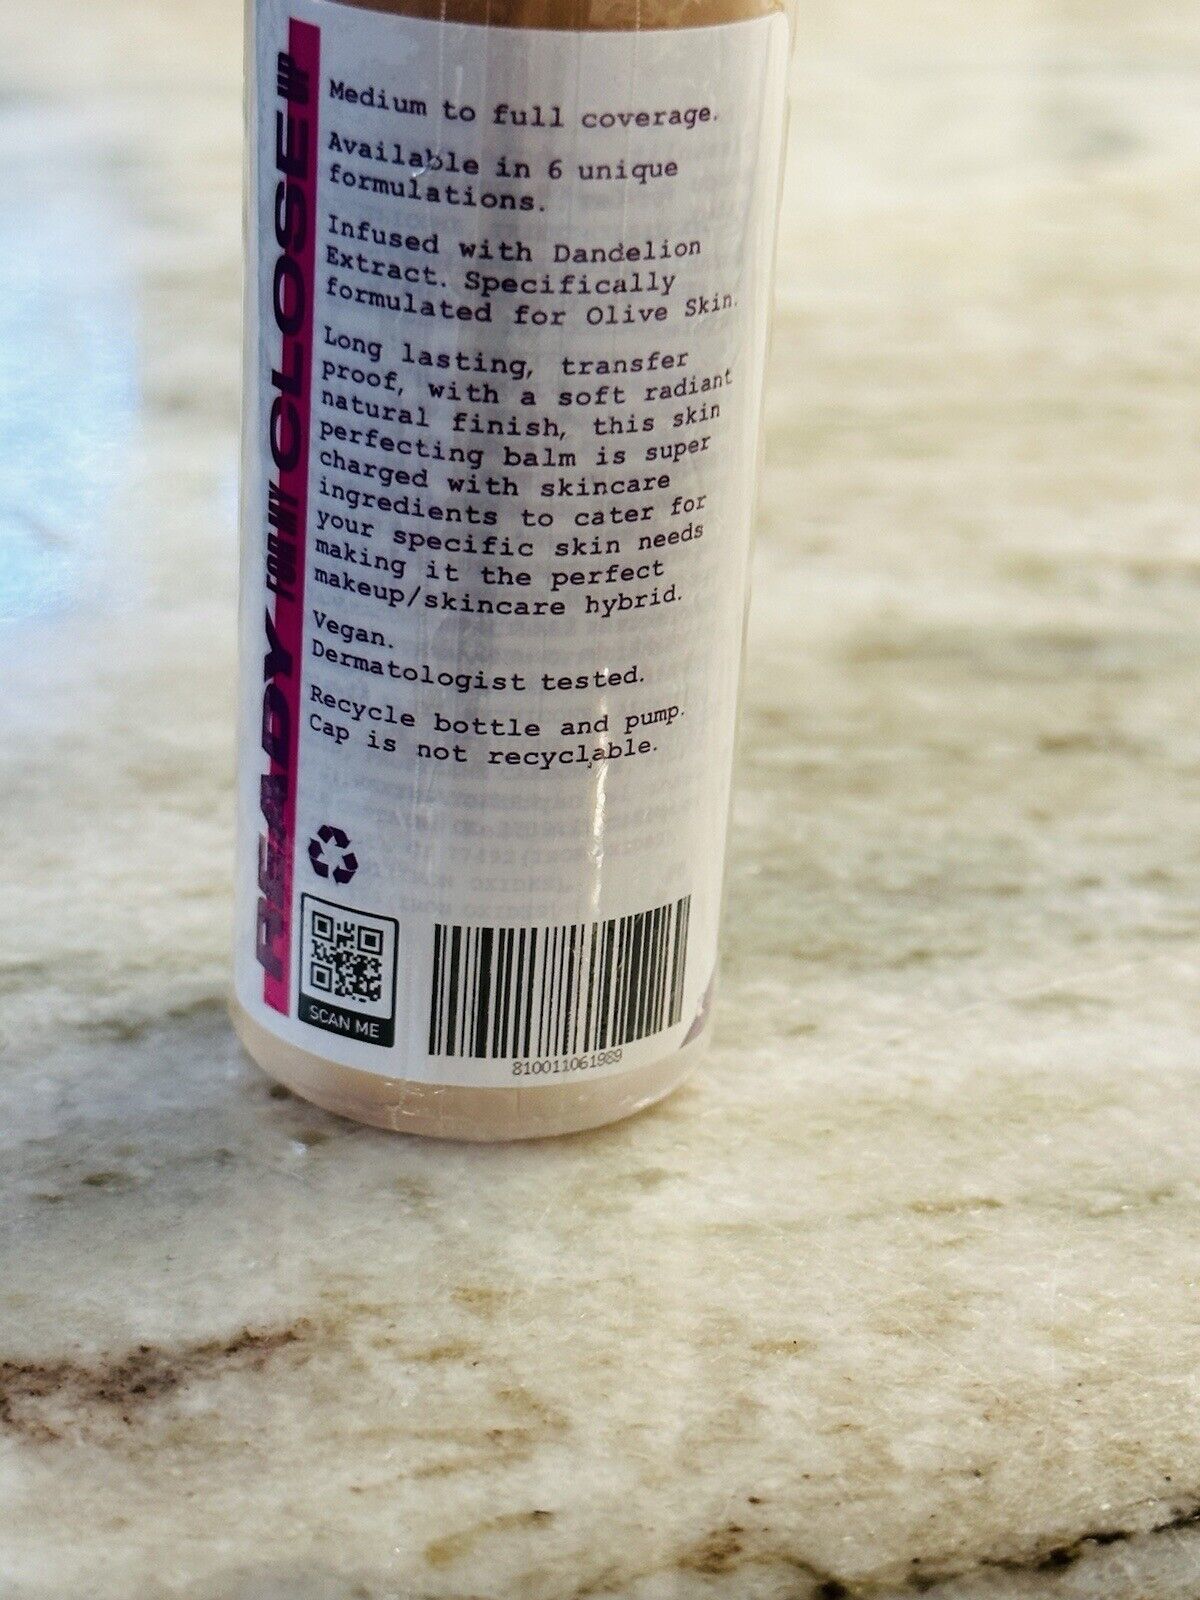 READY FOR MY CLOSE UP
Medium to full coverage.
Available in 6 unique
formulations.
Infused with Dandelion
Extract. Specifically
formulated for Olive Skin.
Long lasting, transfer
proof, with a soft radiant
natural finish, this skin
perfecting balm is super
charged with skincare
ingredients to cater for
your specific skin needs
making it the perfect
makeup/skincare hybrid.
Vegan.
Dermatologist tested.
Recycle bottle and pump.
Cap is not recyclable.
SCAN ME
810011061989